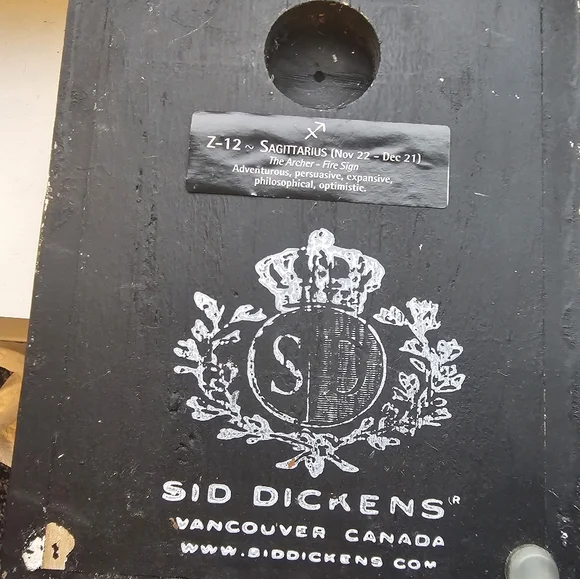 ♐
Z-12 ~ SAGITTARIUS (Nov 22 - Dec 21)
The Archer - Fire Sign
Adventurous, persuasive, expansive,
philosophical, optimistic.
SD
SID DICKENS®
VANCOUVER CANADA
WWW.SIDDICKENS.COM